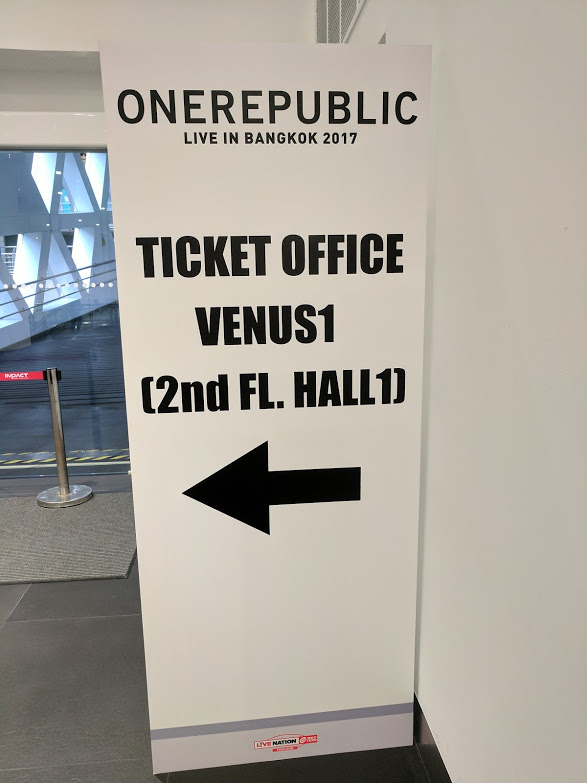 ONEREPUBLIC
LIVE IN BANGKOK 2017
TICKET OFFICE
VENUS1
(2nd FL. HALL1)
IMPACT
LIVE NATION